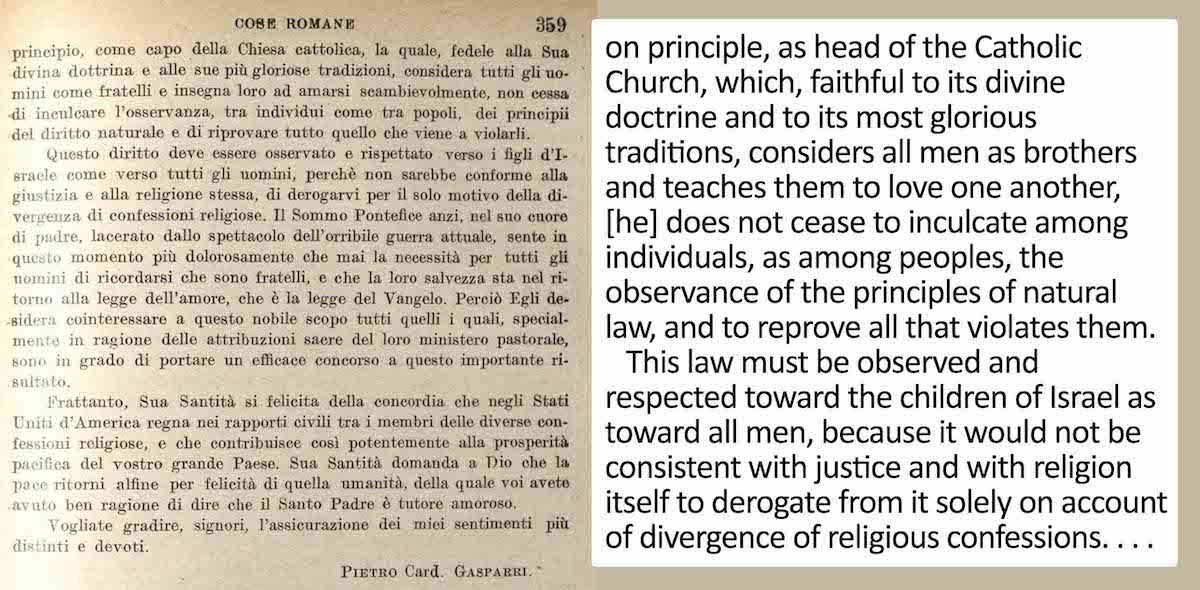 COSE ROMANE 359
principio, come capo della Chiesa cattolica, la quale, fedele alla Sua
divina dottrina e alle sue più gloriose tradizioni, considera tutti gli uo-
mini come fratelli e insegna loro ad amarsi scambievolmente, non cessa
di inculcare l'osservanza, tra individui come tra popoli, dei principii
del diritto naturale e di riprovare tutto quello che viene a violarli.
Questo diritto deve essere osservato e rispettato verso i figli d'I-
sraele come verso tutti gli uomini, perchè non sarebbe conforme alla
giustizia e alla religione stessa, di derogarvi per il solo motivo della di-
vergenza di confessioni religiose. Il Sommo Pontefice anzi, nel suo cuore
di padre, lacerato dallo spettacolo dell'orribile guerra attuale, sente in
questo momento più dolorosamente che mai la necessità per tutti gli
uomini di ricordarsi che sono fratelli, e che la loro salvezza sta nel ri-
torno alla legge dell'amore, che è la legge del Vangelo. Perciò Egli de-
sidera cointeressare a questo nobile scopo tutti quelli i quali, special-
mente in ragione delle attribuzioni sacre del loro ministero pastorale,
sono in grado di portare un efficace concorso a questo importante ri-
sultato.
Frattanto, Sua Santità si felicita della concordia che negli Stati
Uniti d'America regna nei rapporti civili tra i membri delle diverse con-
fessioni religiose, e che contribuisce così potentemente alla prosperità
pacifica del vostro grande Paese. Sua Santità domanda a Dio che la
pace ritorni alfine per felicità di quella umanità, della quale voi avete
avuto ben ragione di dire che il Santo Padre è tutore amoroso.
Vogliate gradire, signori, l'assicurazione dei miei sentimenti più
distinti e devoti.
PIETRO Card. GASPARRI.
on principle, as head of the Catholic
Church, which, faithful to its divine
doctrine and to its most glorious
traditions, considers all men as brothers
and teaches them to love one another,
[he] does not cease to inculcate among
individuals, as among peoples, the
observance of the principles of natural
law, and to reprove all that violates them.
This law must be observed and
respected toward the children of Israel as
toward all men, because it would not be
consistent with justice and with religion
itself to derogate from it solely on account
of divergence of religious confessions. . . .